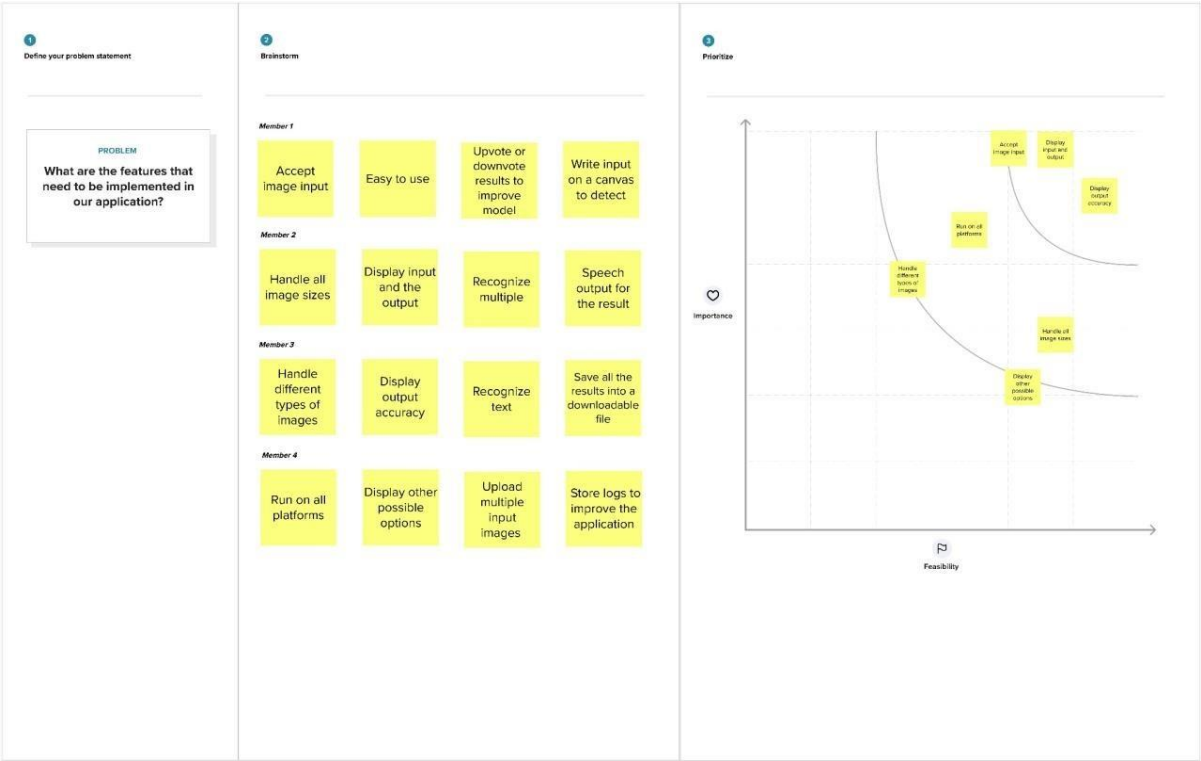 1
Define your problem statement
PROBLEM
What are the features that
need to be implemented in
our application?
2
Brainstorm
Member 1
Accept
image input
Easy to use
Upvote or
downvote
results to
improve
model
Write input
on a canvas
to detect
Member 2
Handle all
image sizes
Display input
and the
output
Recognize
multiple
Speech
output for
the result
Member 3
Handle
different
types of
images
Display
output
accuracy
Recognize
text
Save all the
results into a
downloadable
file
Member 4
Run on all
platforms
Display other
possible
options
Upload
multiple
input
images
Store logs to
improve the
application
3
Prioritize
Accept
image input
Display
input and
output
Display
output
accuracy
Run on all
platforms
Handle
different
types of
images
Importance
Handle all
image sizes
Display
other
possible
options
Feasibility